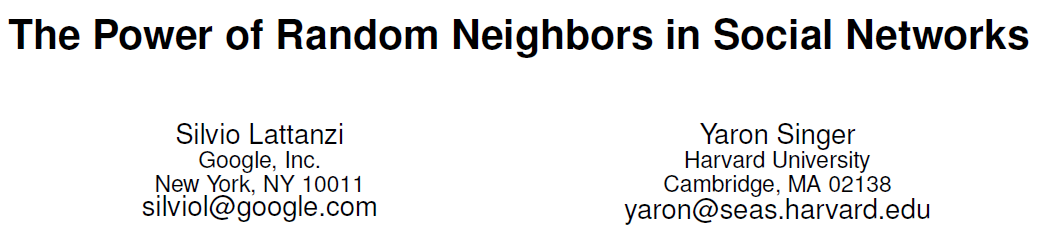 The Power of Random Neighbors in Social Networks
Silvio Lattanzi
Google, Inc.
New York, NY 10011
silviol@google.com
Yaron Singer
Harvard University
Cambridge, MA 02138
yaron@seas.harvard.edu